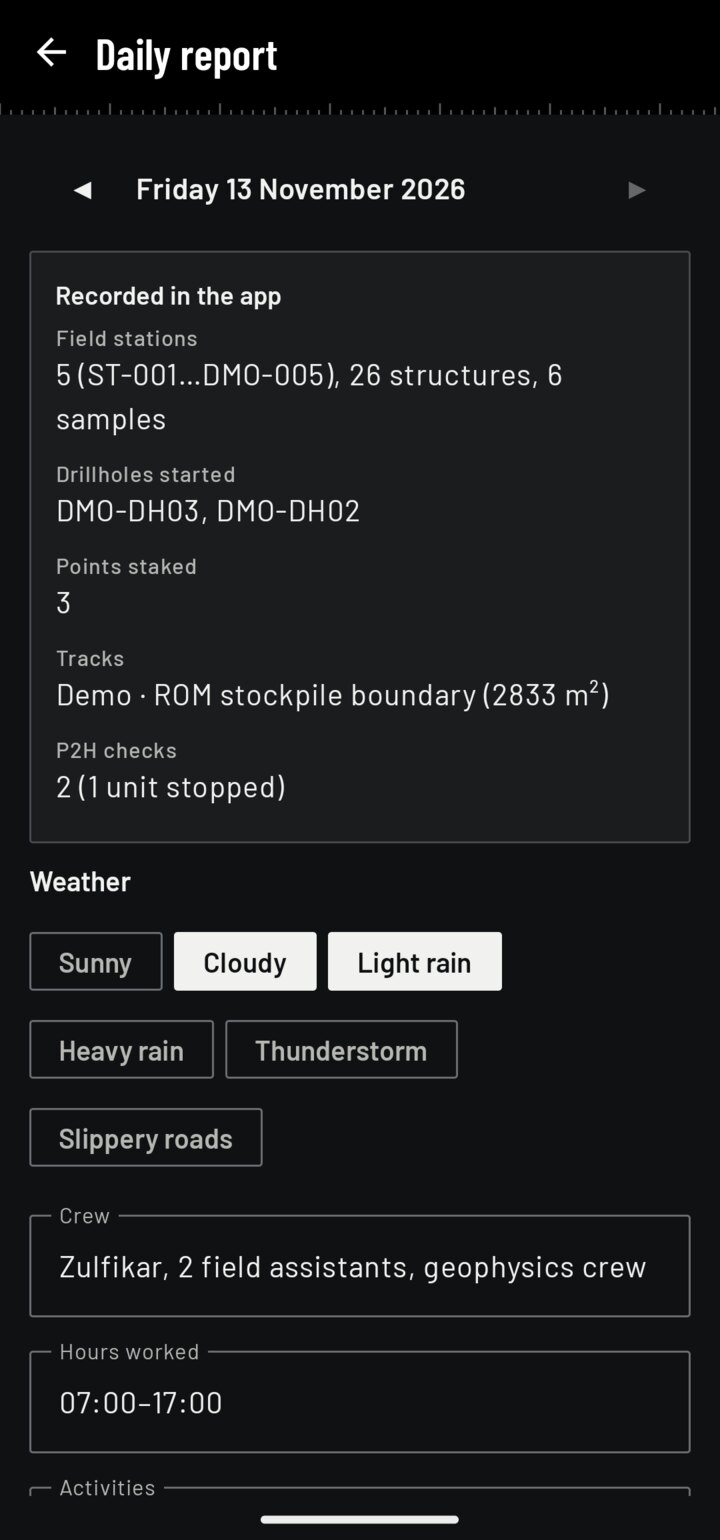 Daily report
Friday 13 November 2026
Recorded in the app
Field stations
5 (ST-001…DMO-005), 26 structures, 6
samples
Drillholes started
DMO-DH03, DMO-DH02
Points staked
3
Tracks
Demo · ROM stockpile boundary (2833 m²)
P2H checks
2 (1 unit stopped)
Weather
Sunny
Cloudy
Light rain
Heavy rain
Thunderstorm
Slippery roads
Crew
Zulfikar, 2 field assistants, geophysics crew
Hours worked
07:00–17:00
Activities